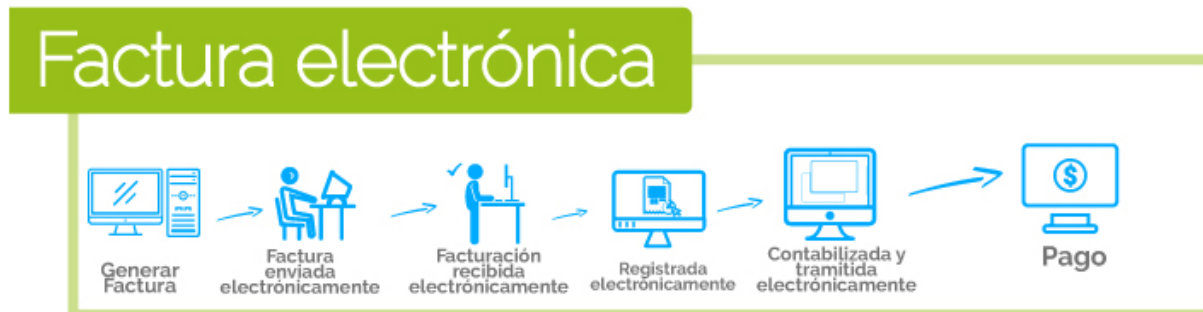 Factura electrónica
Generar
Factura
Factura
enviada
electrónicamente
Facturación
recibida
electrónicamente
Registrada
electrónicamente
Contabilizada y
tramitida
electrónicamente
$
Pago